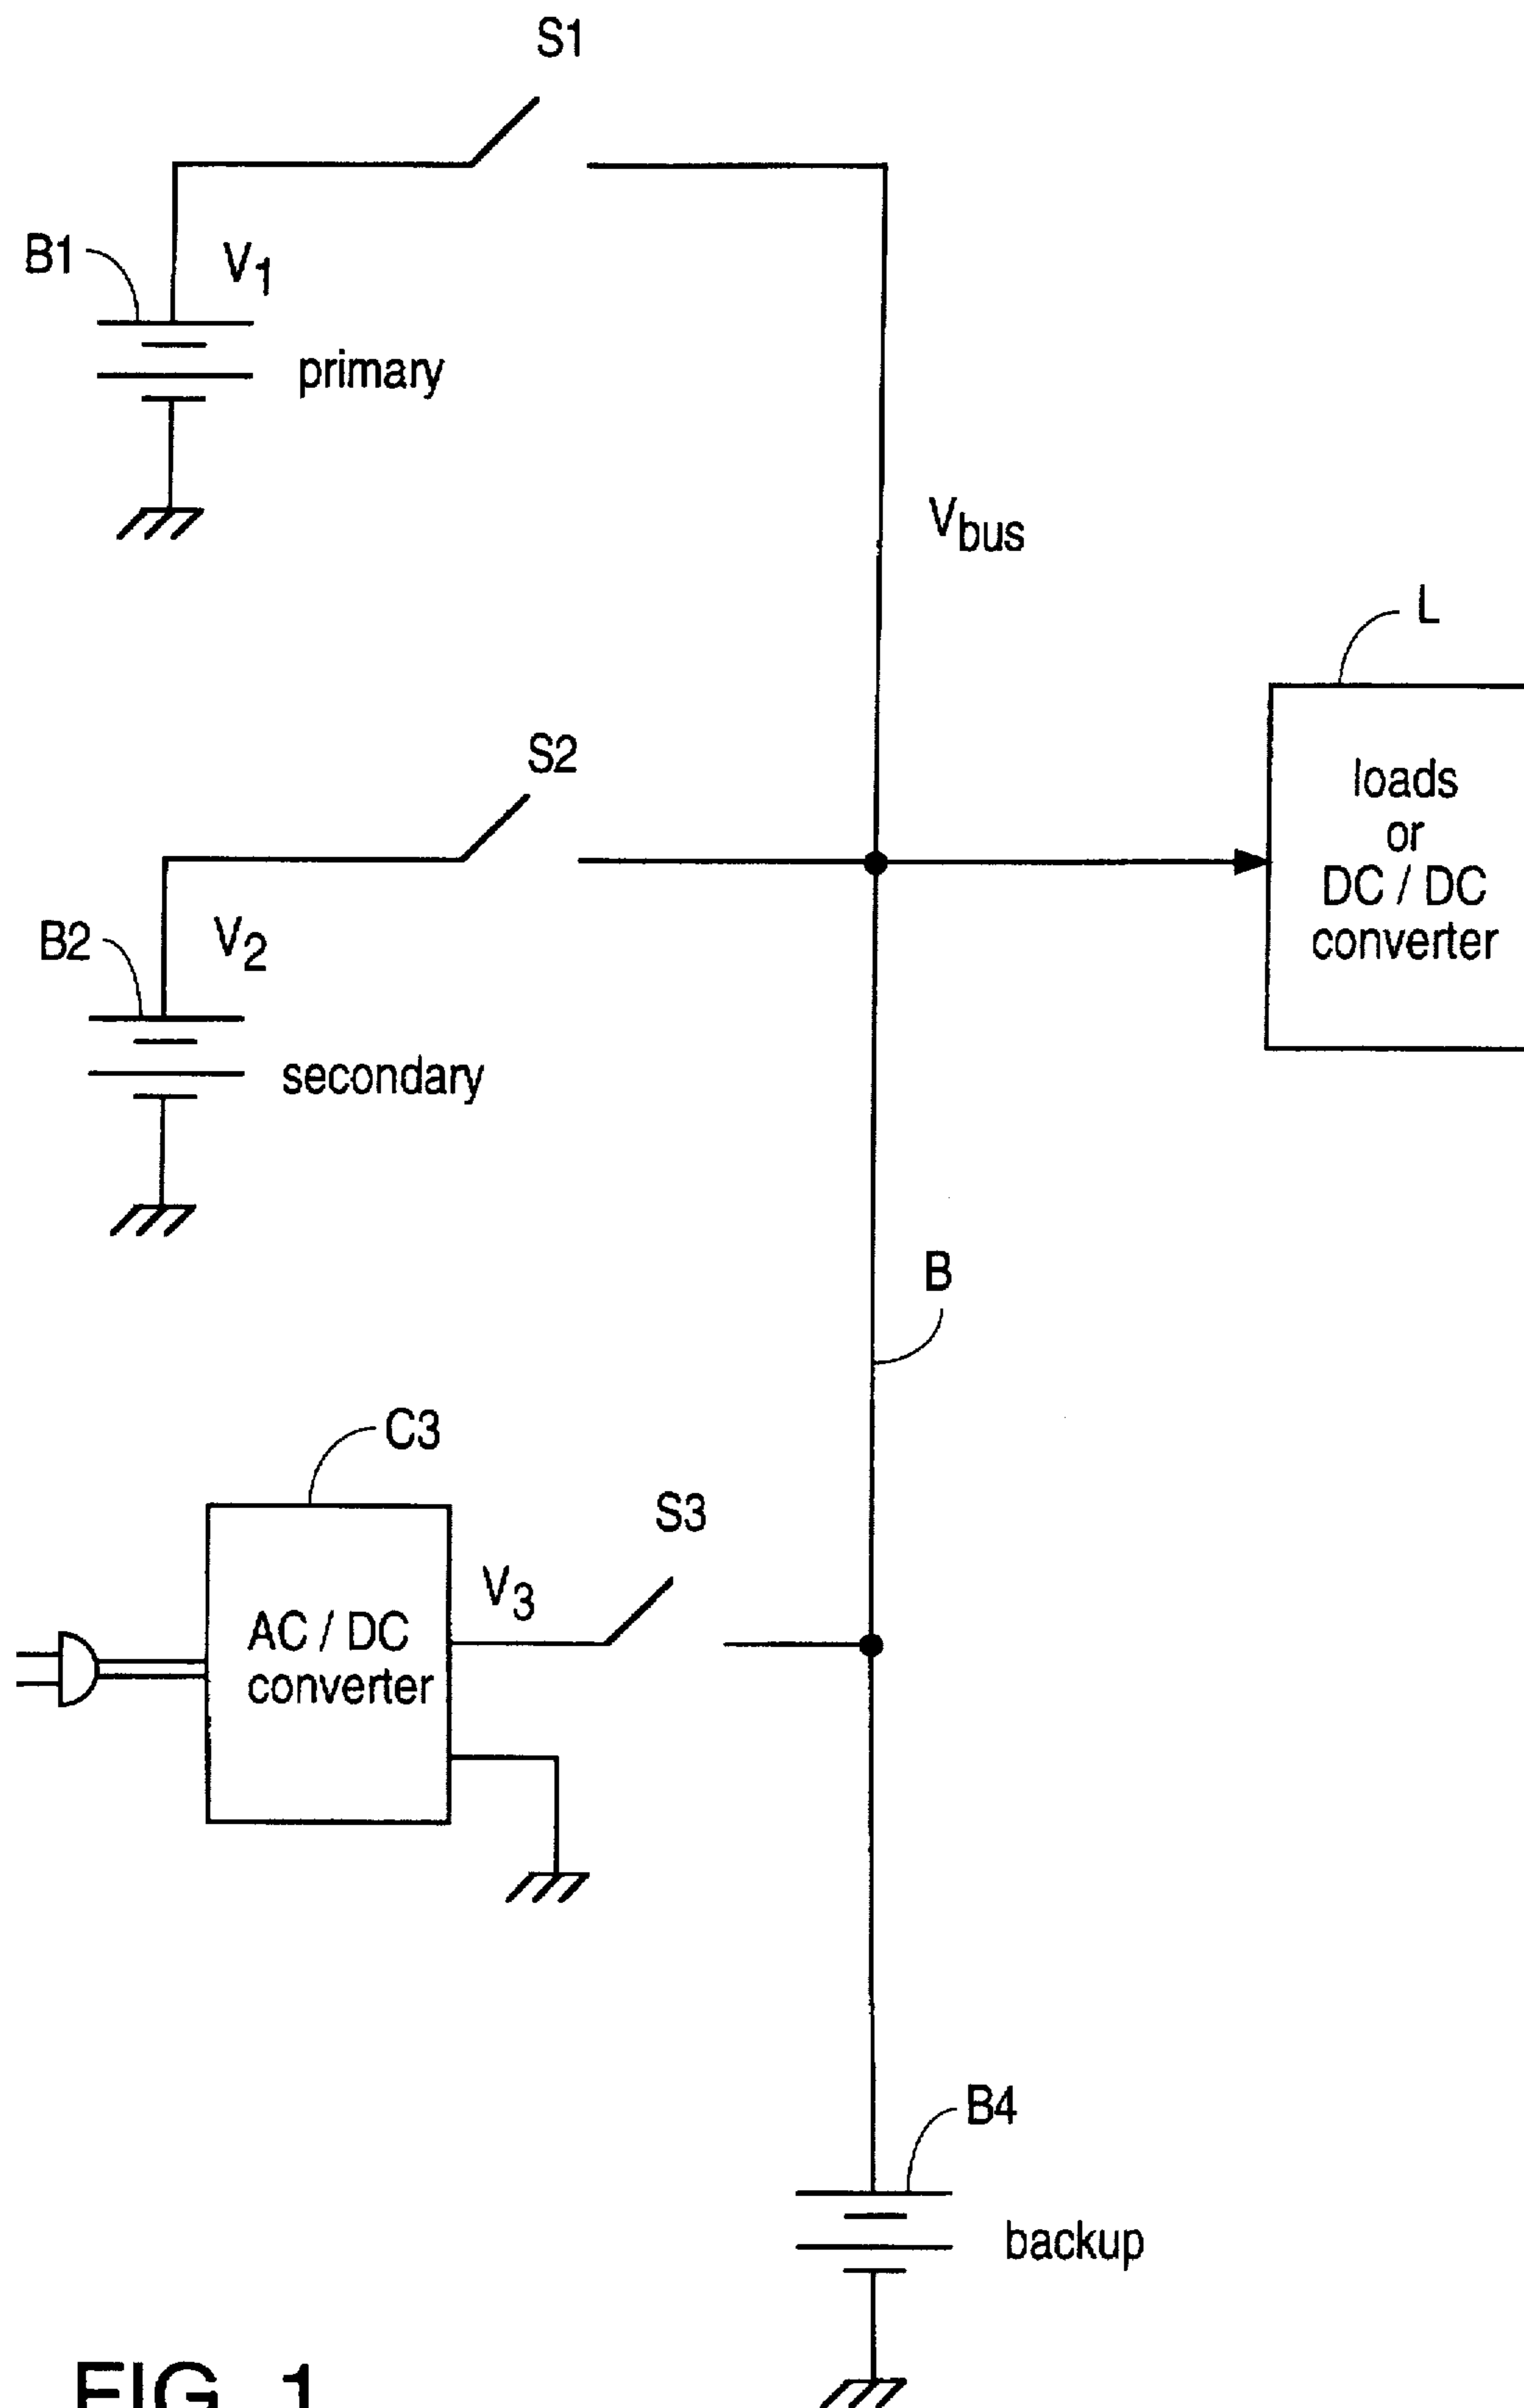 S1
B1
V1
primary
Vbus
L
S2
loads
or
DC / DC
converter
B2
V2
secondary
B
C3
S3
V3
AC / DC
converter
B4
backup
FIG. 1